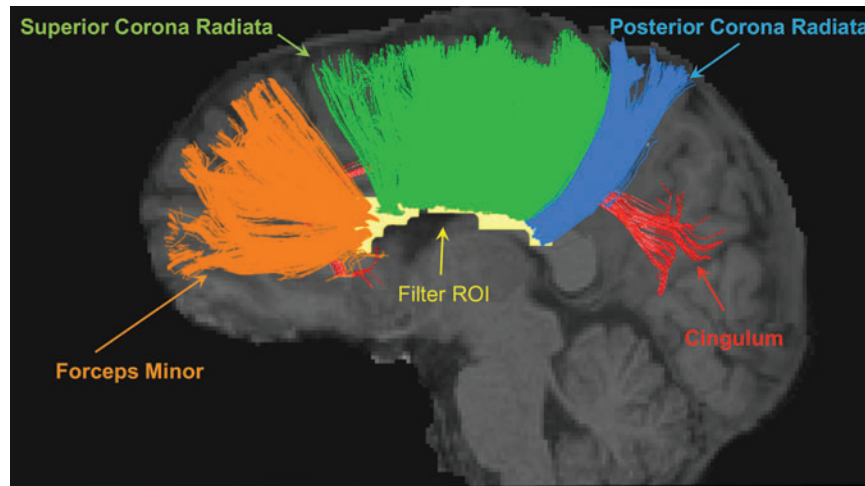 Superior Corona Radiata
Posterior Corona Radiata
Filter ROI
Cingulum
Forceps Minor